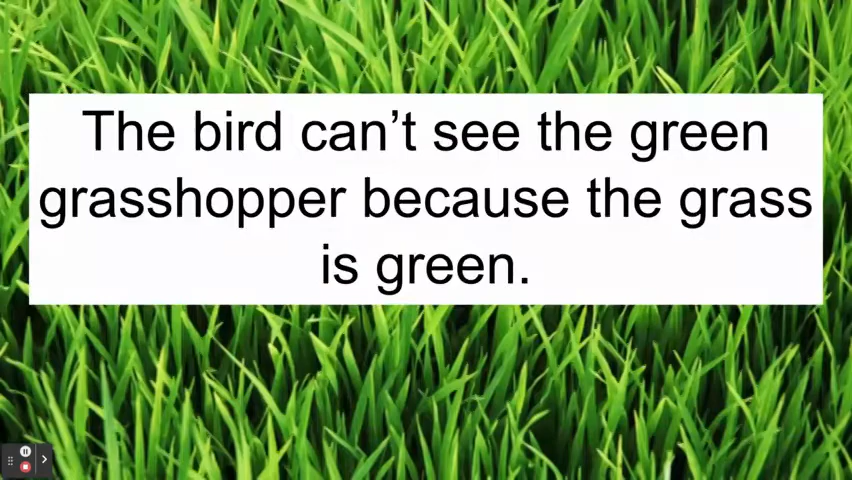 The bird can’t see the green
grasshopper because the grass
is green.